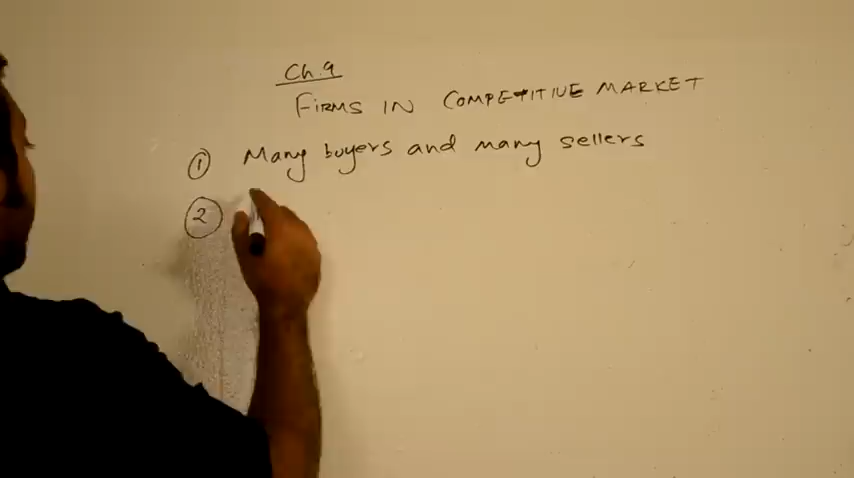 Ch.9
FIRMS IN COMPETITIVE MARKET
① Many buyers and many sellers
②